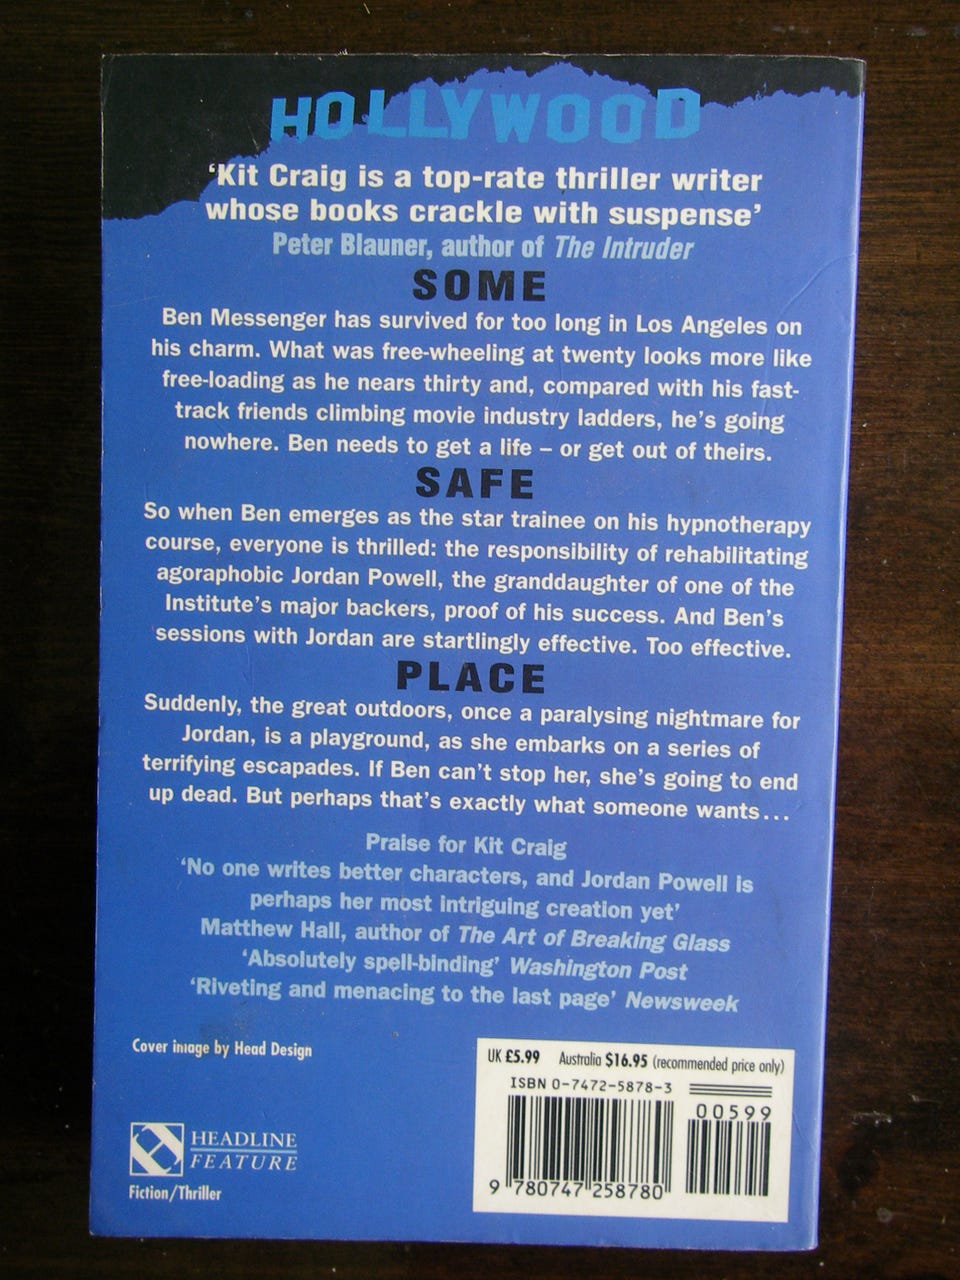 HOLLYWOOD
‘Kit Craig is a top-rate thriller writer
whose books crackle with suspense’
Peter Blauner, author of The Intruder
SOME
Ben Messenger has survived for too long in Los Angeles on
his charm. What was free-wheeling at twenty looks more like
free-loading as he nears thirty and, compared with his fast-
track friends climbing movie industry ladders, he’s going
nowhere. Ben needs to get a life – or get out of theirs.
SAFE
So when Ben emerges as the star trainee on his hypnotherapy
course, everyone is thrilled: the responsibility of rehabilitating
agoraphobic Jordan Powell, the granddaughter of one of the
Institute’s major backers, proof of his success. And Ben’s
sessions with Jordan are startlingly effective. Too effective.
PLACE
Suddenly, the great outdoors, once a paralysing nightmare for
Jordan, is a playground, as she embarks on a series of
terrifying escapades. If Ben can’t stop her, she’s going to end
up dead. But perhaps that’s exactly what someone wants...
Praise for Kit Craig
‘No one writes better characters, and Jordan Powell is
perhaps her most intriguing creation yet’
Matthew Hall, author of The Art of Breaking Glass
‘Absolutely spell-binding’ Washington Post
‘Riveting and menacing to the last page’ Newsweek
Cover image by Head Design
UK £5.99 Australia $16.95 (recommended price only)
ISBN 0-7472-5878-3
00599
9 780747 258780
HEADLINE
FEATURE
Fiction/Thriller